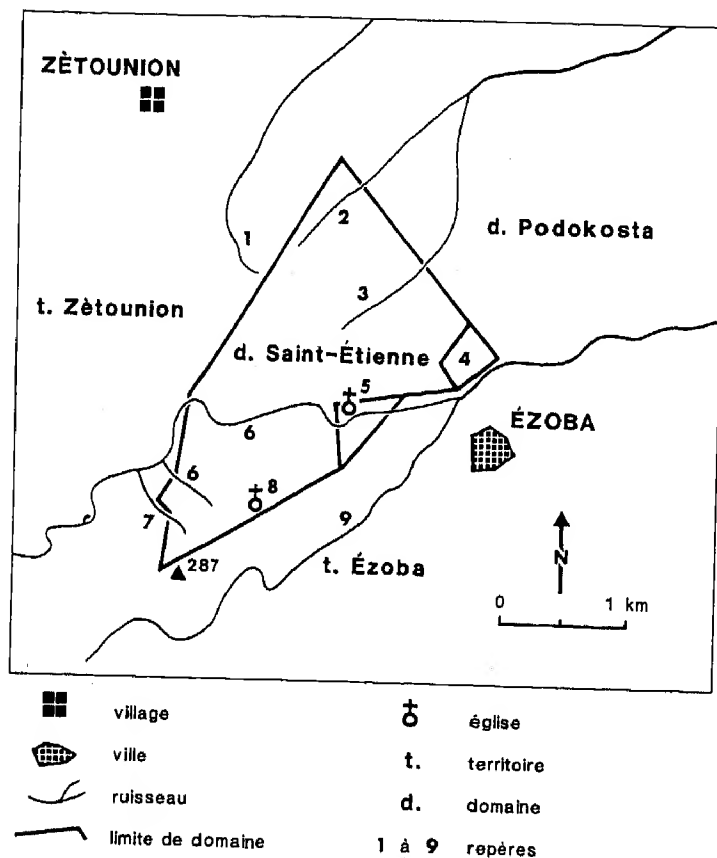 ZÈTOUNION
1
2
d. Podokosta
3
t. Zètounion
d. Saint-Étienne
4
5
6
ÉZOBA
6
8
7
9
287
t. Ézoba
N
0 1 km
village
église
ville
t. territoire
ruisseau
d. domaine
limite de domaine
1 à 9 repères